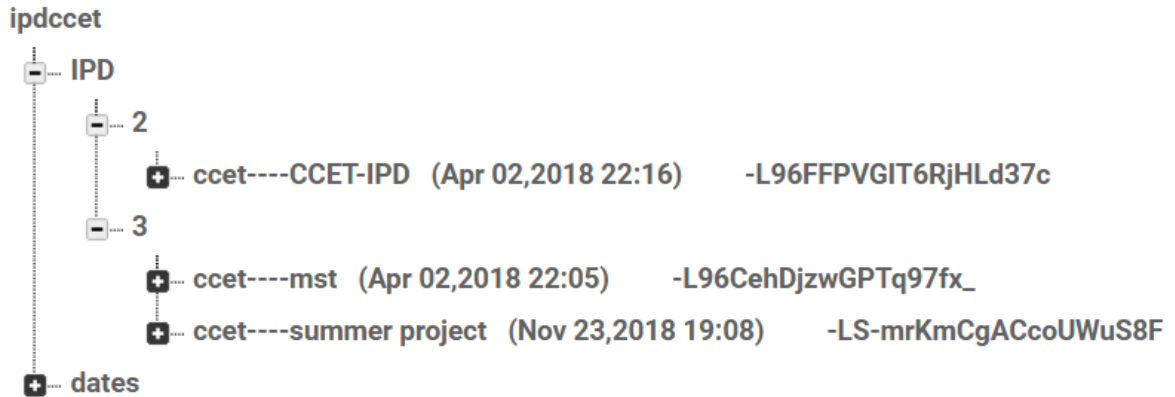 ipdccet
IPD
2
ccet----CCET-IPD (Apr 02,2018 22:16) -L96FFPVGIT6RjHLd37c
3
ccet----mst (Apr 02,2018 22:05) -L96CehDjzwGPTq97fx_
ccet----summer project (Nov 23,2018 19:08) -LS-mrKmCgACcoUWuS8F
dates